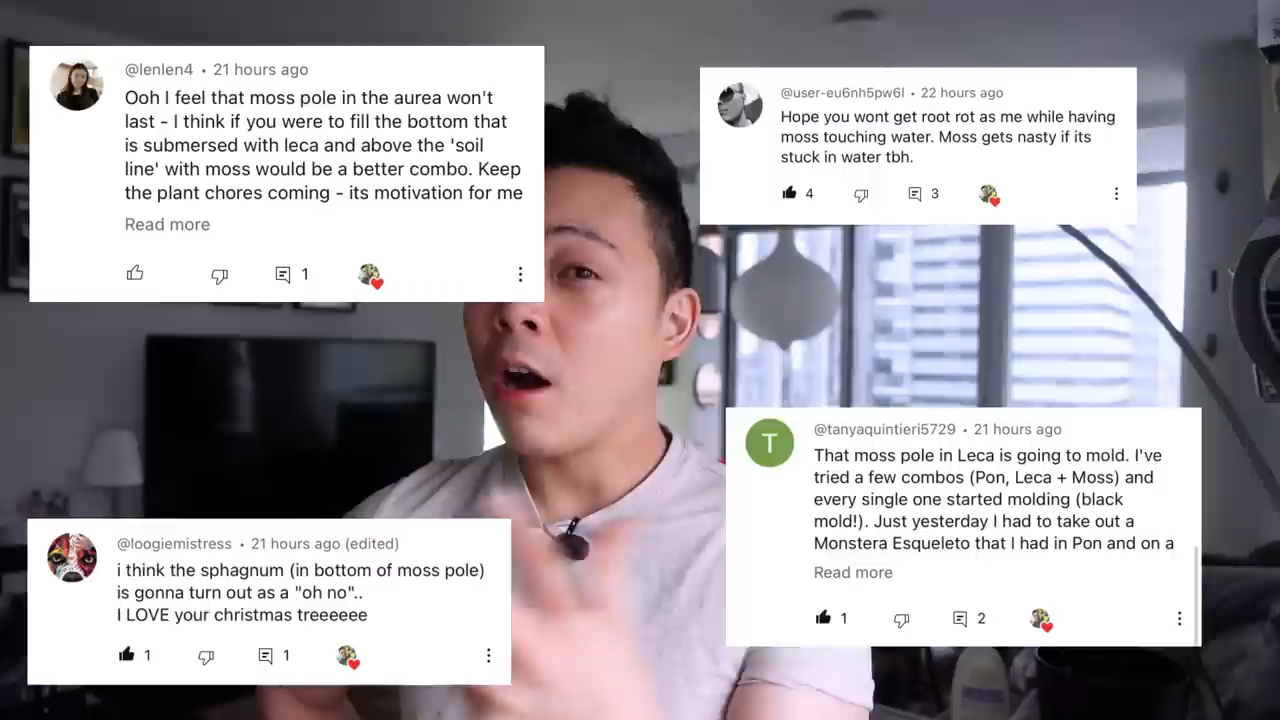 @lenlen4 • 21 hours ago
Ooh I feel that moss pole in the aurea won't
last - I think if you were to fill the bottom that
is submersed with leca and above the 'soil
line' with moss would be a better combo. Keep
the plant chores coming - its motivation for me
Read more
1
@user-eu6nh5pw6l • 22 hours ago
Hope you wont get root rot as me while having
moss touching water. Moss gets nasty if its
stuck in water tbh.
4 3
@loogiemistress • 21 hours ago (edited)
i think the sphagnum (in bottom of moss pole)
is gonna turn out as a "oh no"..
I LOVE your christmas treeeeee
1 1
T
@tanyaquintieri5729 • 21 hours ago
That moss pole in Leca is going to mold. I've
tried a few combos (Pon, Leca + Moss) and
every single one started molding (black
mold!). Just yesterday I had to take out a
Monstera Esqueleto that I had in Pon and on a
Read more
1 2